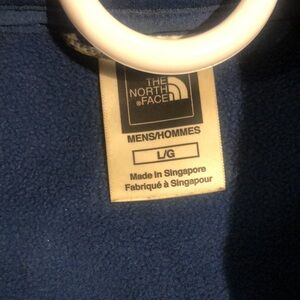 THE
NORTH
FACE
MENS/HOMMES
L/G
Made in Singapore
Fabriqué à Singapour